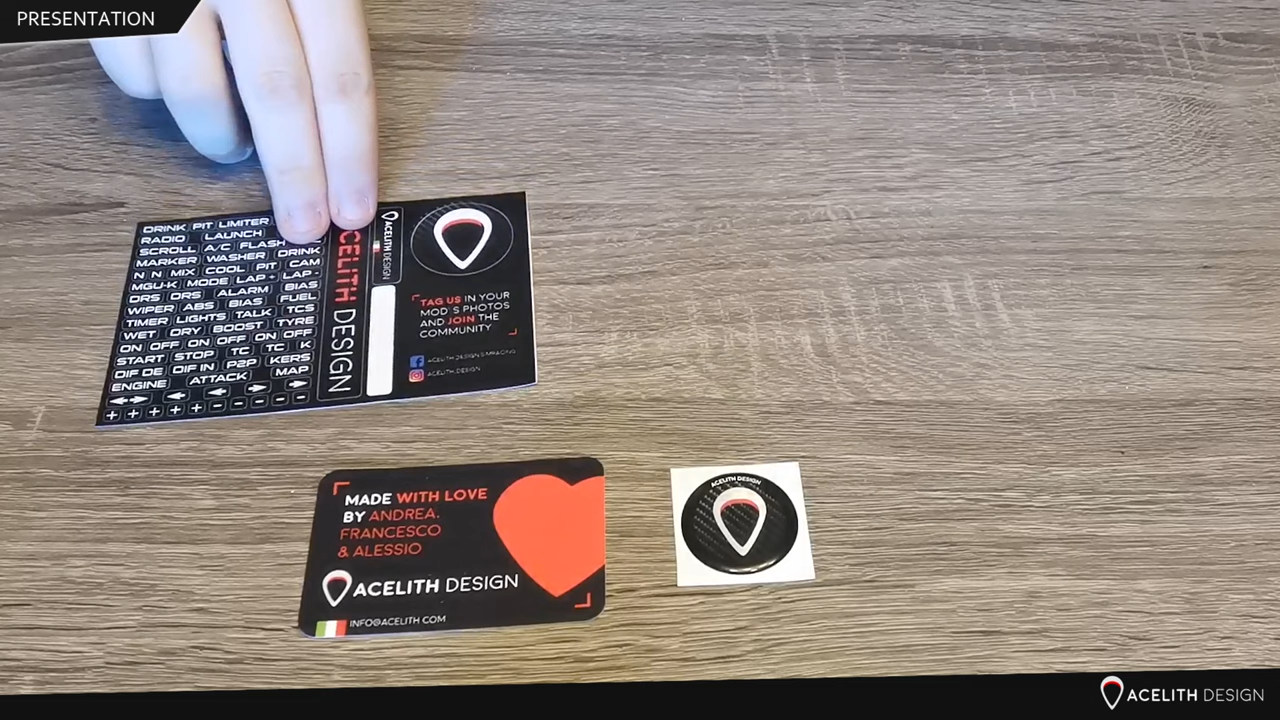 PRESENTATION
DRINK PIT LIMITER
RADIO LAUNCH
SCROLL A/C FLASH
MARKER WASHER DRINK
N N MIX COOL PIT CAM
MGU-K MODE LAP+ LAP-
DRS DRS ALARM BIAS
WIPER ABS BIAS FUEL
TIMER LIGHTS TALK TCS
WET DRY BOOST TYRE
ON OFF ON OFF ON OFF
START STOP TC TC K
DIF DE DIF IN P2P KERS
ENGINE ATTACK MAP
+ + + + + - - - - -
ACELITH DESIGN
ACELITH DESIGN
TAG US IN YOUR
MOD'S PHOTOS
AND JOIN THE
COMMUNITY
ACELITH.DESIGN.SIMRACING
ACELITH.DESIGN
MADE WITH LOVE
BY ANDREA.
FRANCESCO
& ALESSIO
ACELITH DESIGN
INFO@ACELITH.COM
ACELITH DESIGN
ACELITH DESIGN